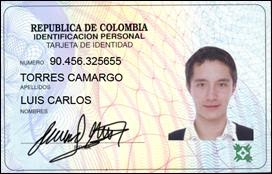 REPUBLICA DE COLOMBIA
IDENTIFICACION PERSONAL
TARJETA DE IDENTIDAD
NUMERO 90.456.325655
TORRES CAMARGO
APELLIDOS
LUIS CARLOS
NOMBRES